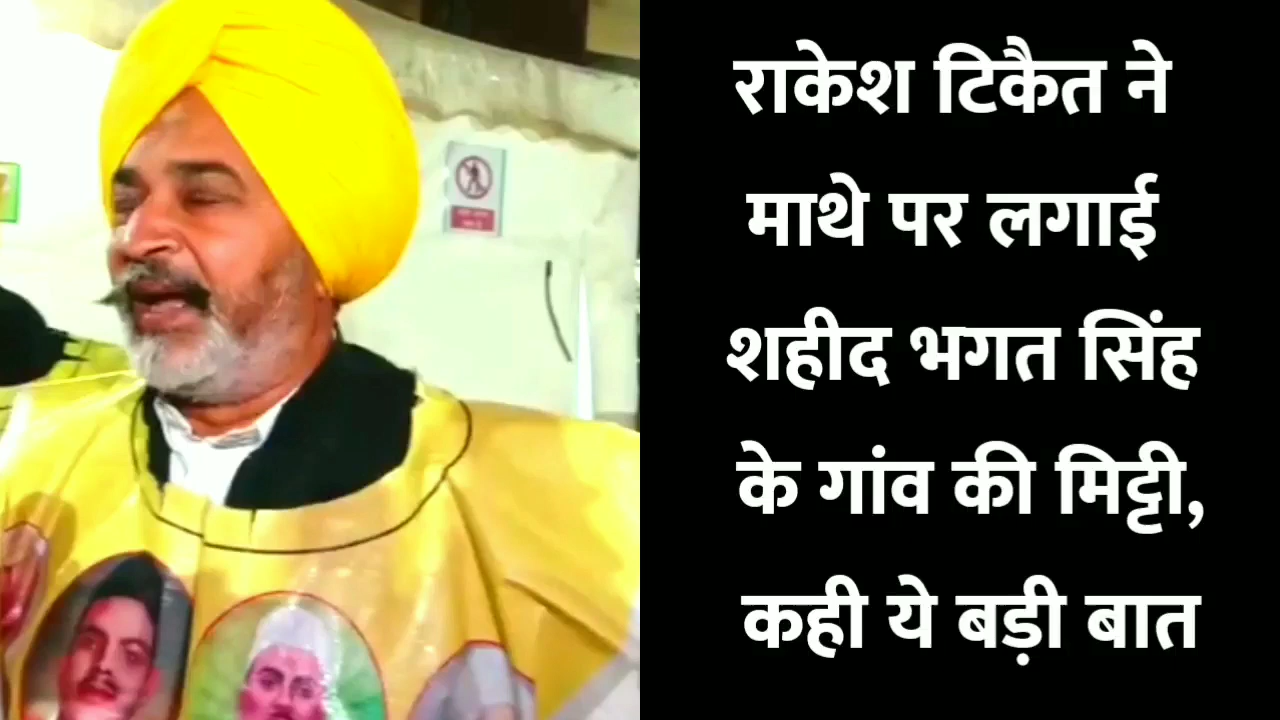 राकेश टिकैत ने
माथे पर लगाई
शहीद भगत सिंह
के गांव की मिट्टी,
कही ये बड़ी बात